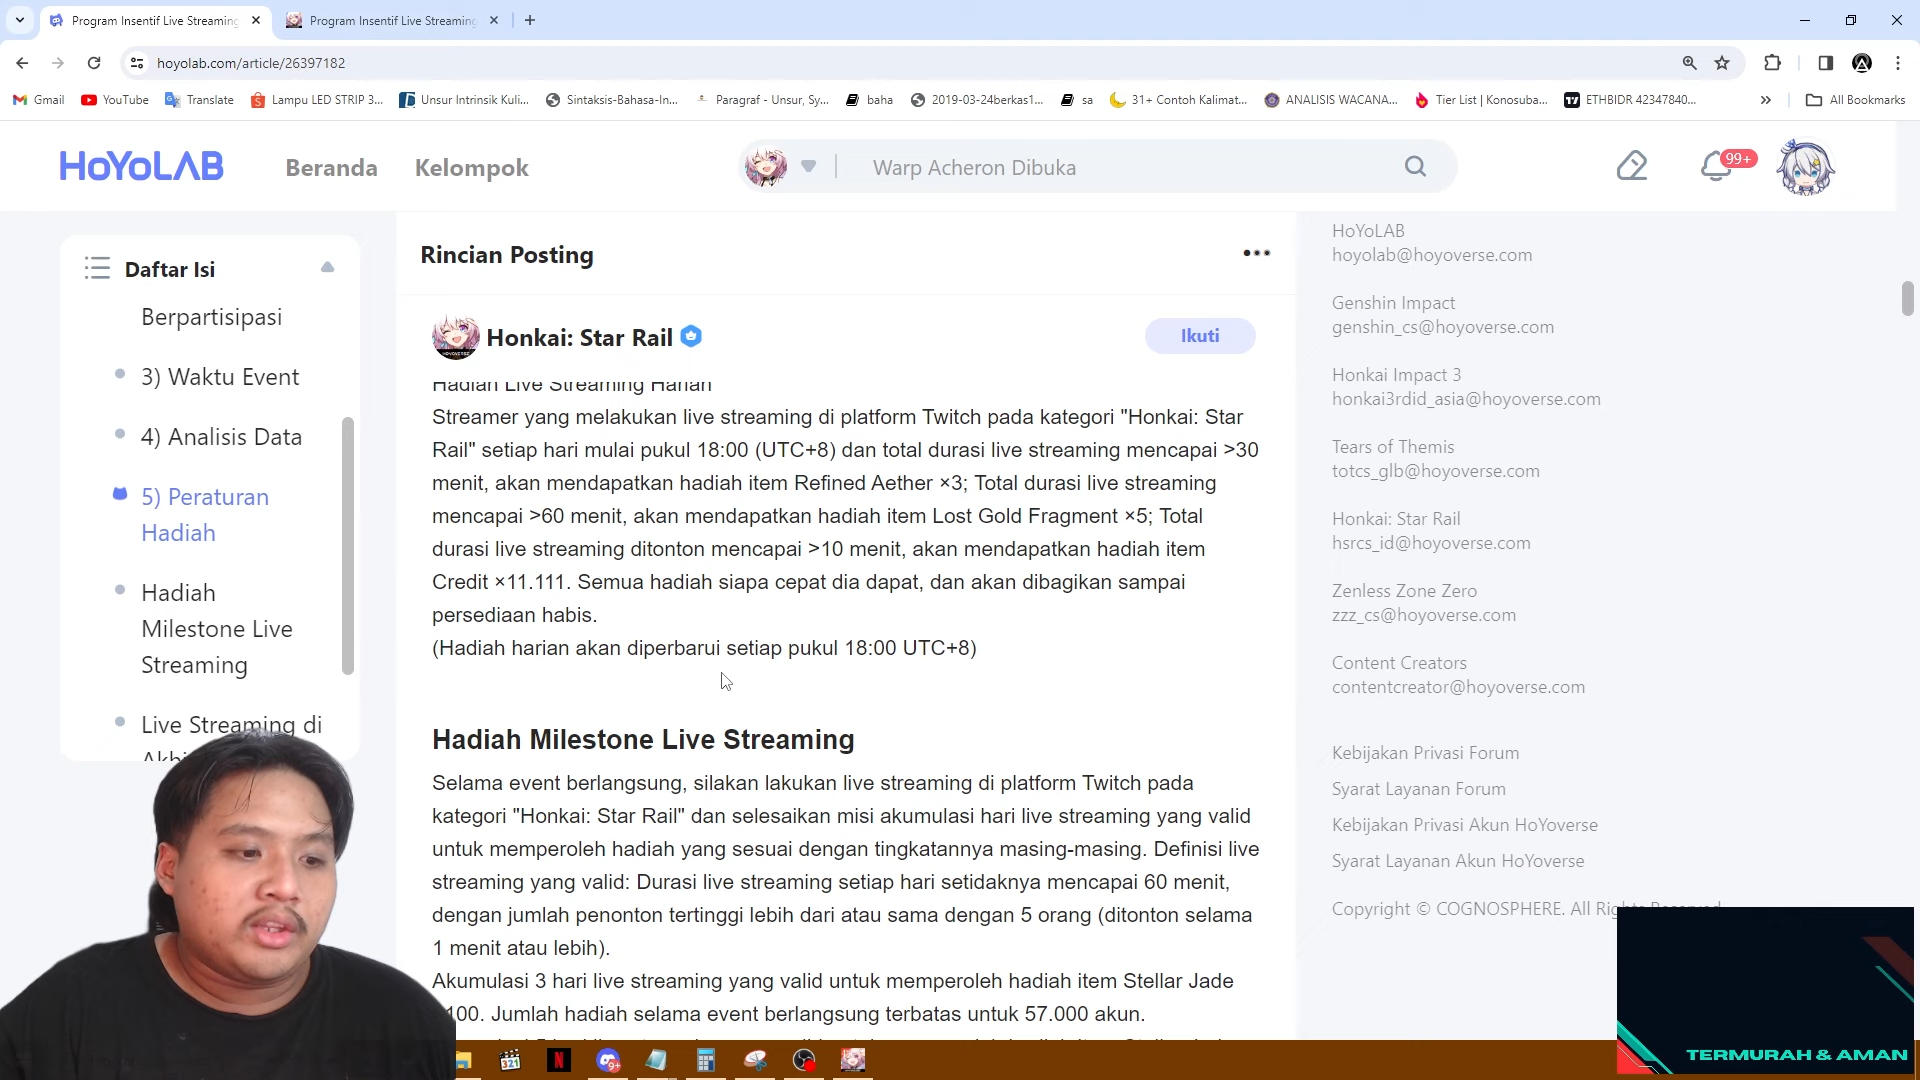 Program Insentif Live Streaming
Program Insentif Live Streaming
hoyolab.com/article/26397182
Gmail
YouTube
Translate
Lampu LED STRIP 3...
Unsur Intrinsik Kuli...
Sintaksis-Bahasa-In...
Paragraf - Unsur, Sy...
baha
2019-03-24berkas1...
sa
31+ Contoh Kalimat...
ANALISIS WACANA...
Tier List | Konosuba...
ETHBIDR 42347840...
All Bookmarks
HoYoLAB
Beranda
Kelompok
Warp Acheron Dibuka
99+
Daftar Isi
Berpartisipasi
3) Waktu Event
4) Analisis Data
5) Peraturan
Hadiah
Hadiah
Milestone Live
Streaming
Live Streaming di
Rincian Posting
Honkai: Star Rail
Ikuti
Hadiah Live Streaming Harian
Streamer yang melakukan live streaming di platform Twitch pada kategori "Honkai: Star
Rail" setiap hari mulai pukul 18:00 (UTC+8) dan total durasi live streaming mencapai >30
menit, akan mendapatkan hadiah item Refined Aether ×3; Total durasi live streaming
mencapai >60 menit, akan mendapatkan hadiah item Lost Gold Fragment ×5; Total
durasi live streaming ditonton mencapai >10 menit, akan mendapatkan hadiah item
Credit ×11.111. Semua hadiah siapa cepat dia dapat, dan akan dibagikan sampai
persediaan habis.
(Hadiah harian akan diperbarui setiap pukul 18:00 UTC+8)
Hadiah Milestone Live Streaming
Selama event berlangsung, silakan lakukan live streaming di platform Twitch pada
kategori "Honkai: Star Rail" dan selesaikan misi akumulasi hari live streaming yang valid
untuk memperoleh hadiah yang sesuai dengan tingkatannya masing-masing. Definisi live
streaming yang valid: Durasi live streaming setiap hari setidaknya mencapai 60 menit,
dengan jumlah penonton tertinggi lebih dari atau sama dengan 5 orang (ditonton selama
1 menit atau lebih).
Akumulasi 3 hari live streaming yang valid untuk memperoleh hadiah item Stellar Jade
100. Jumlah hadiah selama event berlangsung terbatas untuk 57.000 akun.
HoYoLAB
hoyolab@hoyoverse.com
Genshin Impact
genshin_cs@hoyoverse.com
Honkai Impact 3
honkai3rdid_asia@hoyoverse.com
Tears of Themis
totcs_glb@hoyoverse.com
Honkai: Star Rail
hsrcs_id@hoyoverse.com
Zenless Zone Zero
zzz_cs@hoyoverse.com
Content Creators
contentcreator@hoyoverse.com
Kebijakan Privasi Forum
Syarat Layanan Forum
Kebijakan Privasi Akun HoYoverse
Syarat Layanan Akun HoYoverse
Copyright © COGNOSPHERE. All Rights Reserved
TERMURAH & AMAN